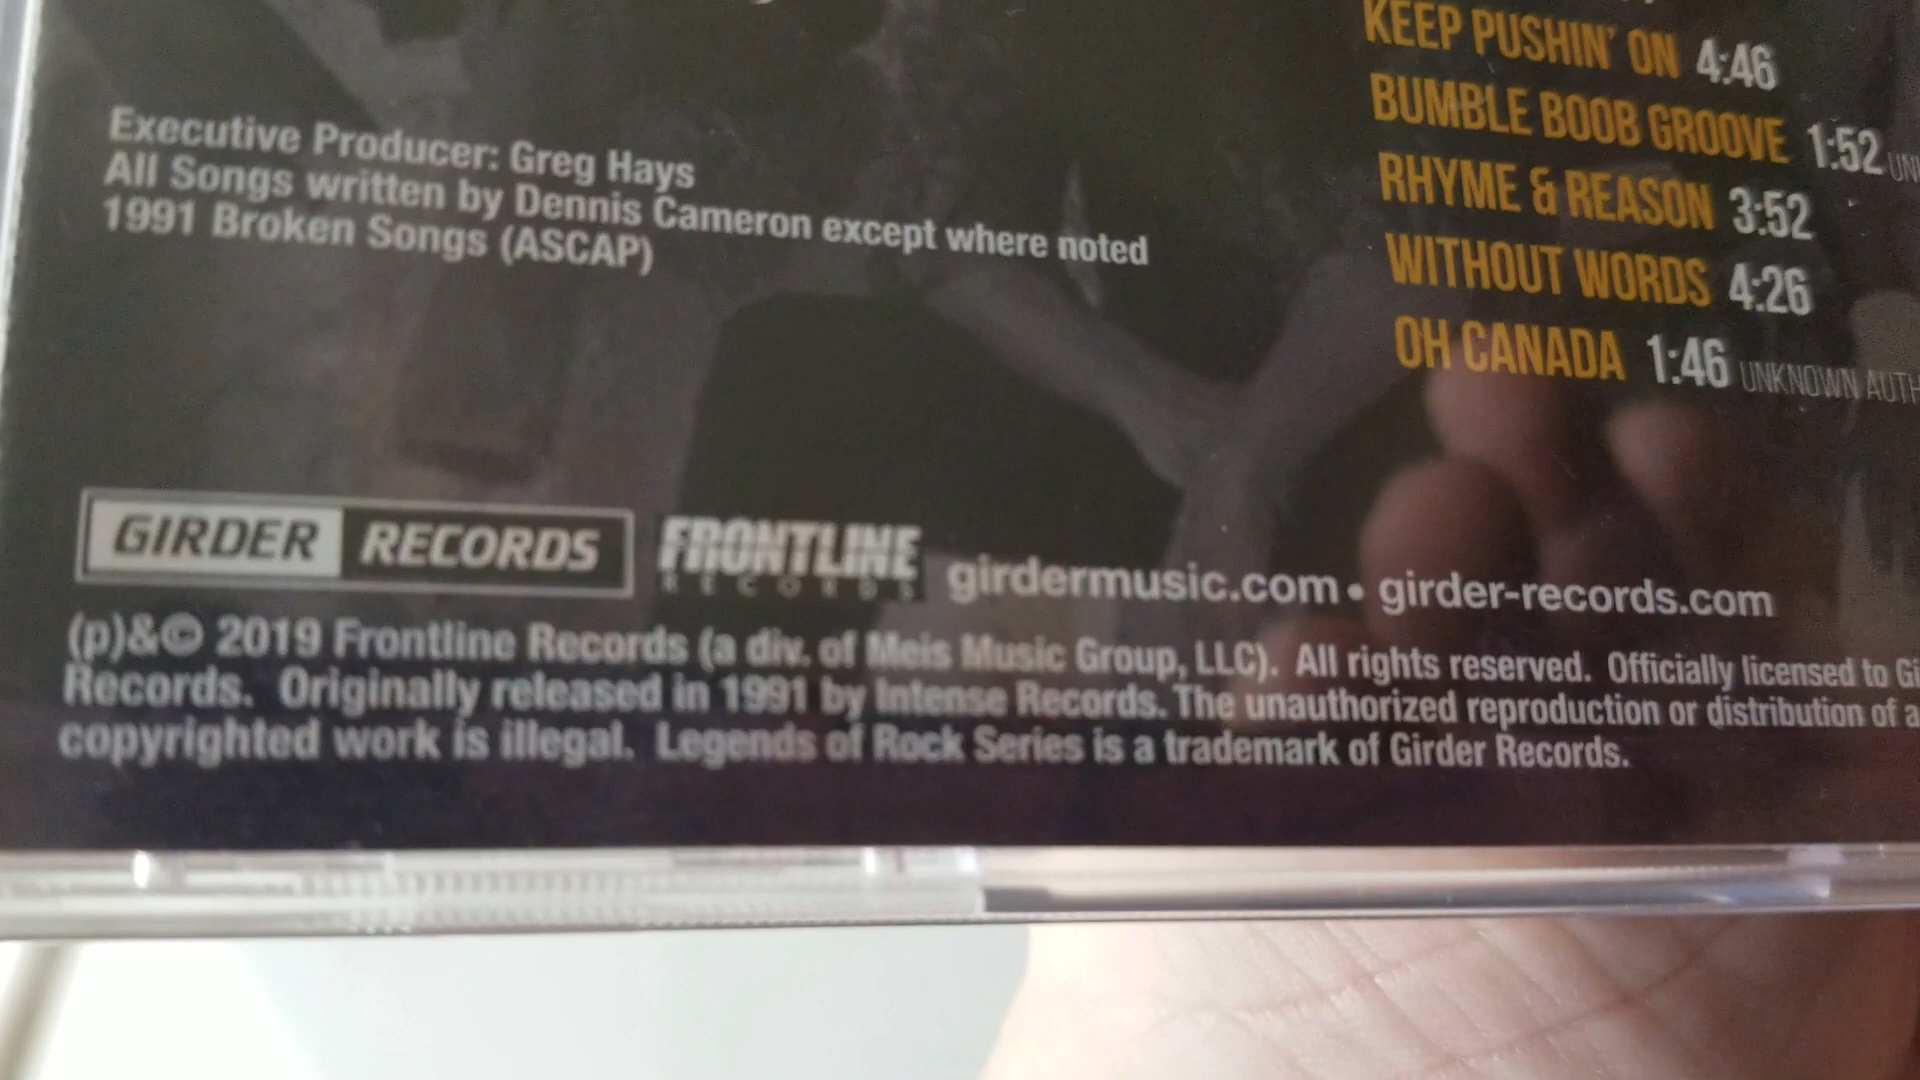 KEEP PUSHIN' ON 4:46
BUMBLE BOOB GROOVE 1:52
RHYME & REASON 3:52
WITHOUT WORDS 4:26
OH CANADA 1:46 UNKNOWN
Executive Producer: Greg Hays
All Songs written by Dennis Cameron except where noted
1991 Broken Songs (ASCAP)
GIRDER RECORDS
FRONTLINE
RECORDS
girdermusic.com • girder-records.com
(p)&© 2019 Frontline Records (a div. of Meis Music Group, LLC). All rights reserved. Officially licensed to
Records. Originally released in 1991 by Intense Records. The unauthorized reproduction or distribution of
copyrighted work is illegal. Legends of Rock Series is a trademark of Girder Records.